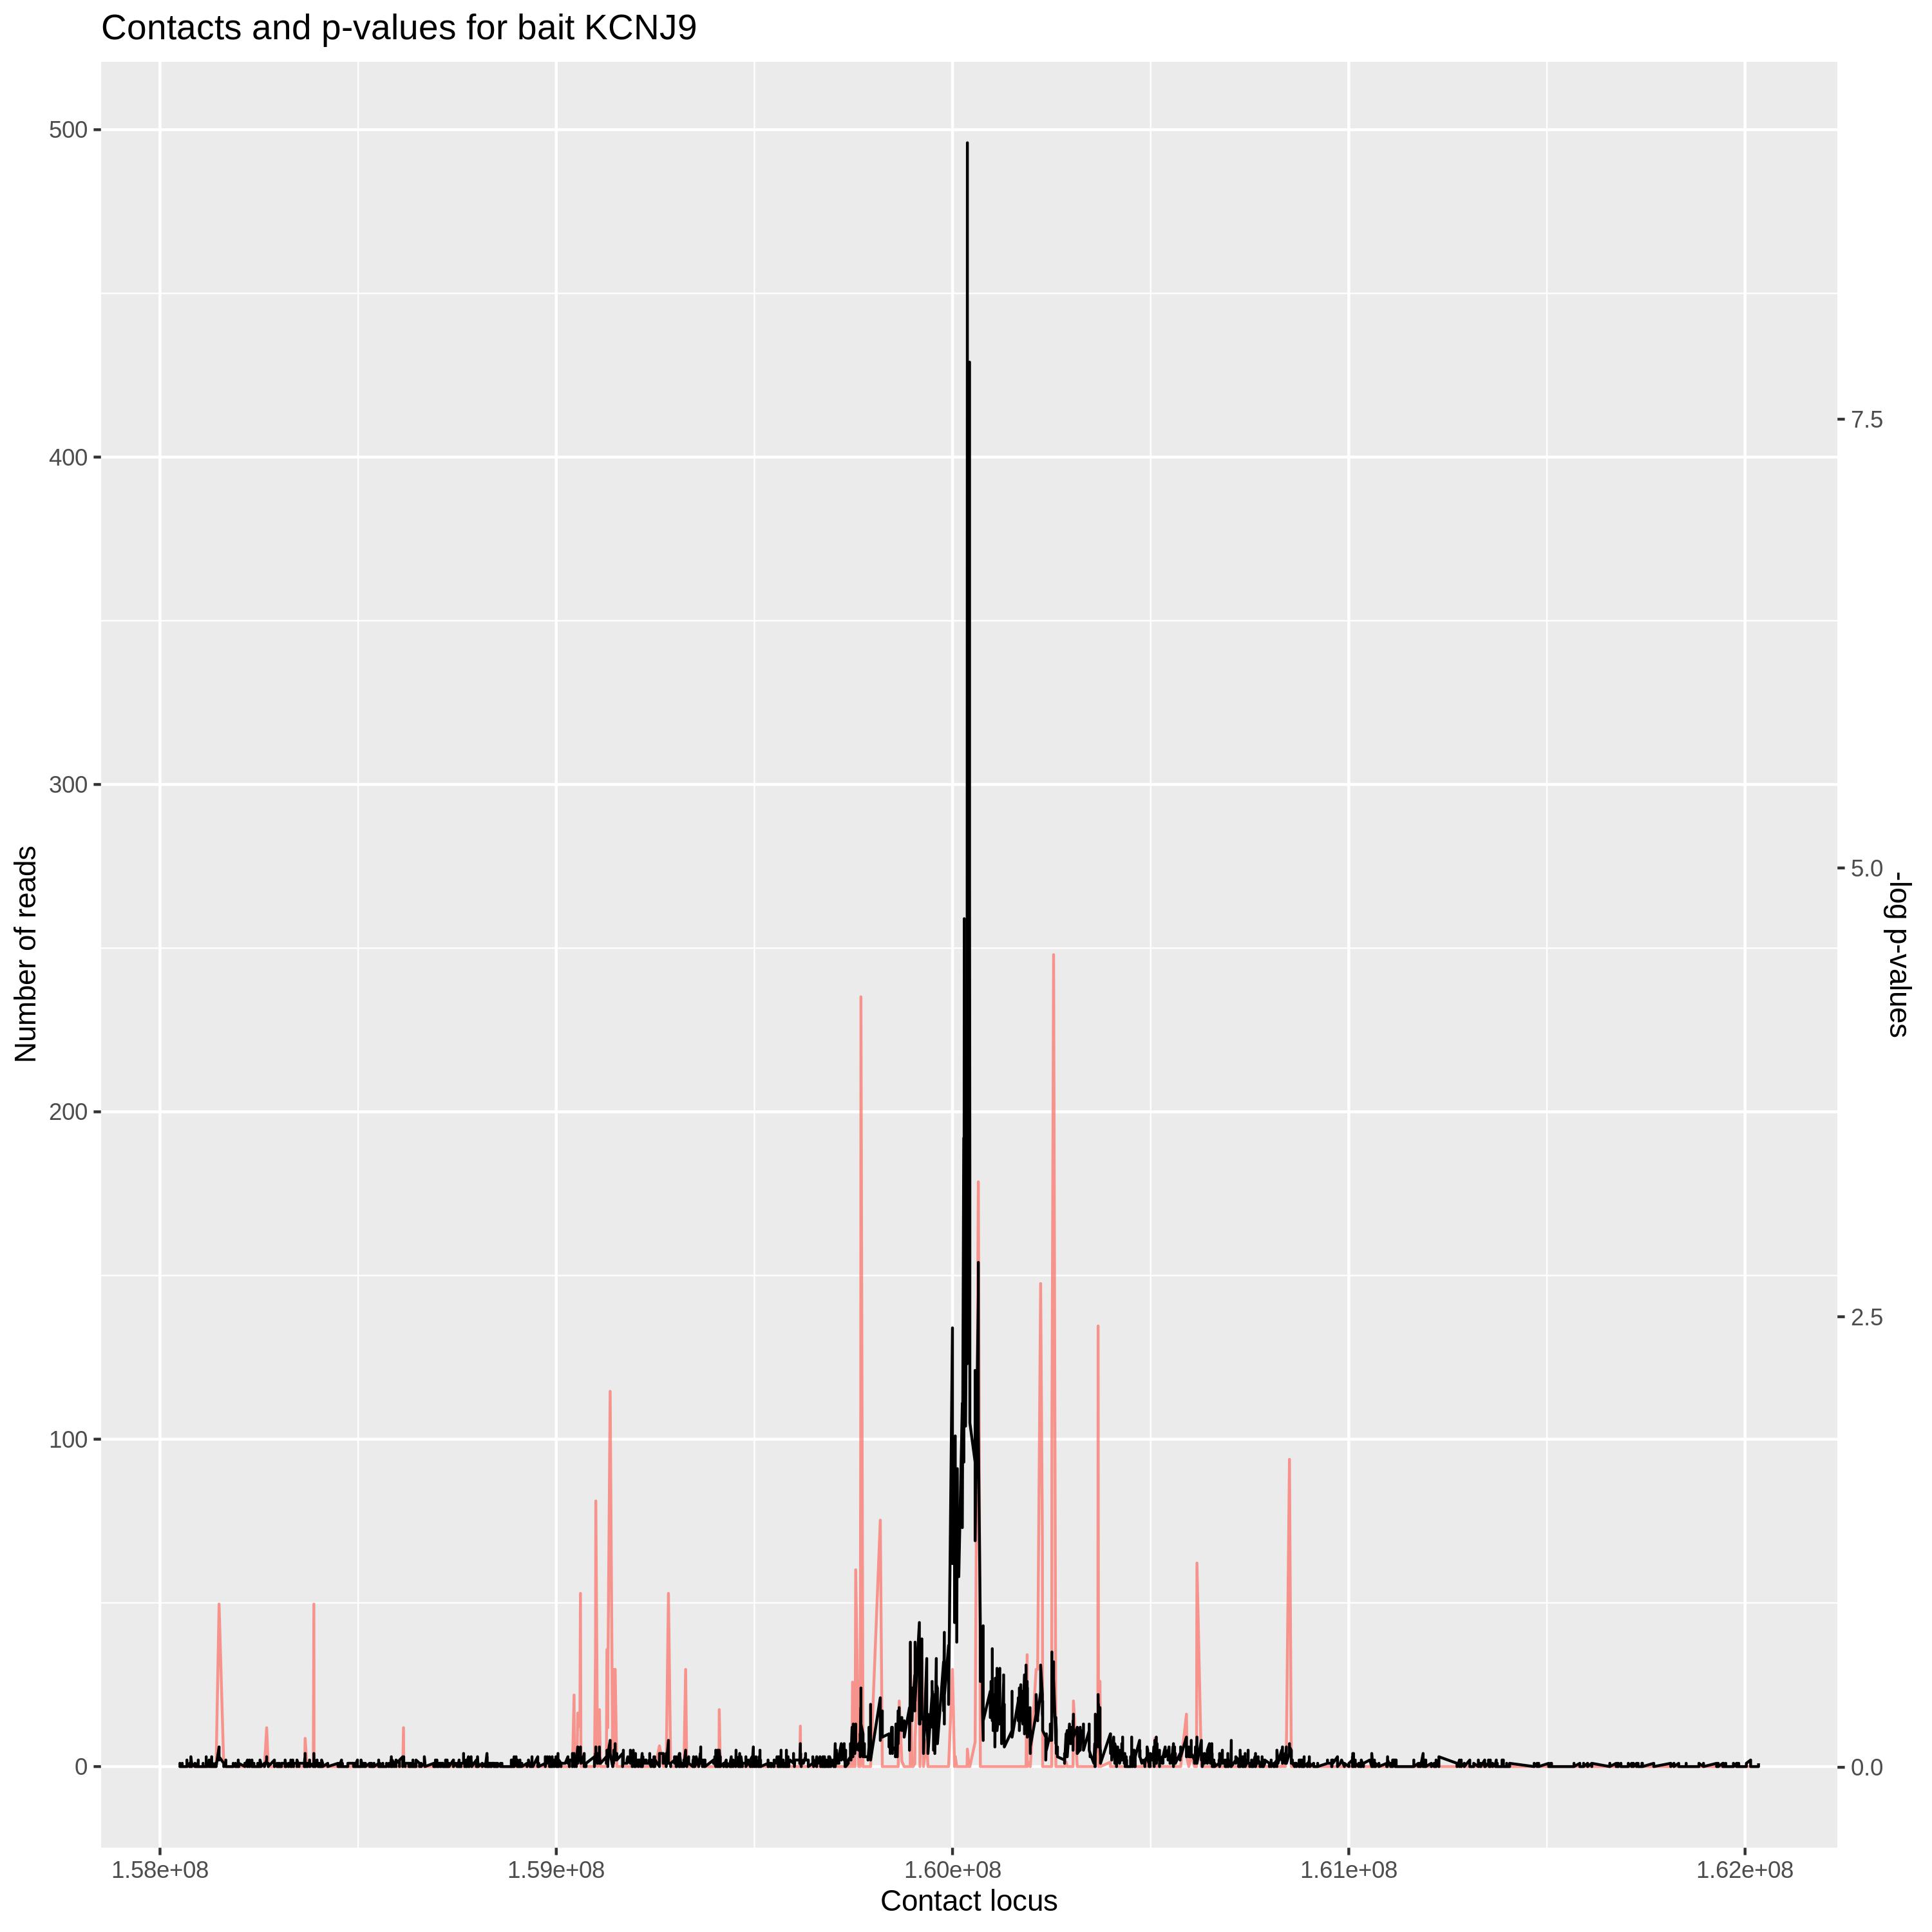 Contacts and p-values for bait KCNJ9
500
400
300
200
100
0
Number of reads
7.5
5.0
2.5
0.0
-log p-values
1.58e+08 1.59e+08 1.60e+08 1.61e+08 1.62e+08
Contact locus